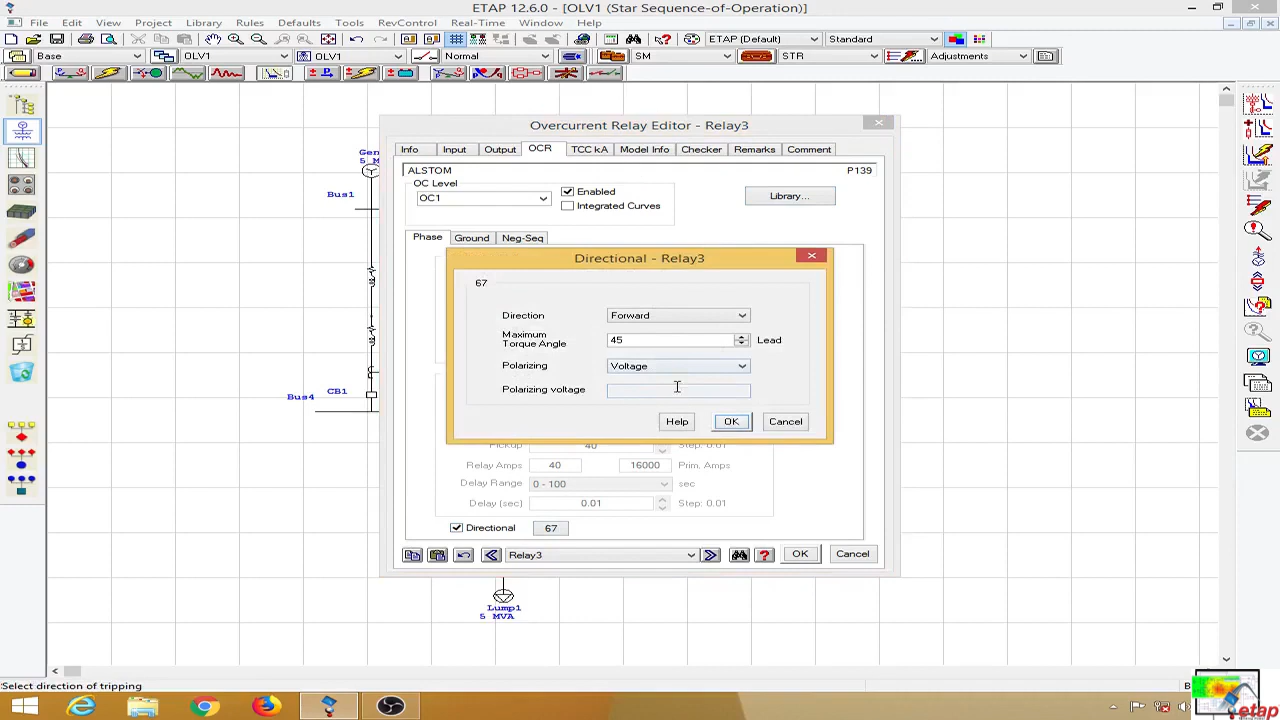 ETAP 12.6.0 - [OLV1 (Star Sequence-of-Operation)]
File Edit View Project Library Rules Defaults Tools RevControl Real-Time Window Help
ETAP (Default) Standard
Base OLV1 OLV1 Normal SM STR Adjustments
Overcurrent Relay Editor - Relay3
Info Input Output OCR TCC kA Model Info Checker Remarks Comment
ALSTOM P139
OC Level
OC1
Enabled
Integrated Curves
Library...
Phase Ground Neg-Seq
Directional - Relay3
67
Direction Forward
Maximum
Torque Angle 45 Lead
Polarizing Voltage
Polarizing voltage
Help OK Cancel
Pickup 40 Step: 0.01
Relay Amps 40 16000 Prim. Amps
Delay Range 0 - 100 sec
Delay (sec) 0.01 Step: 0.01
Directional 67
Relay3 OK Cancel
Gen
5 M
Bus1
CB1
Bus4
Lump1
5 MVA
Select direction of tripping
etap